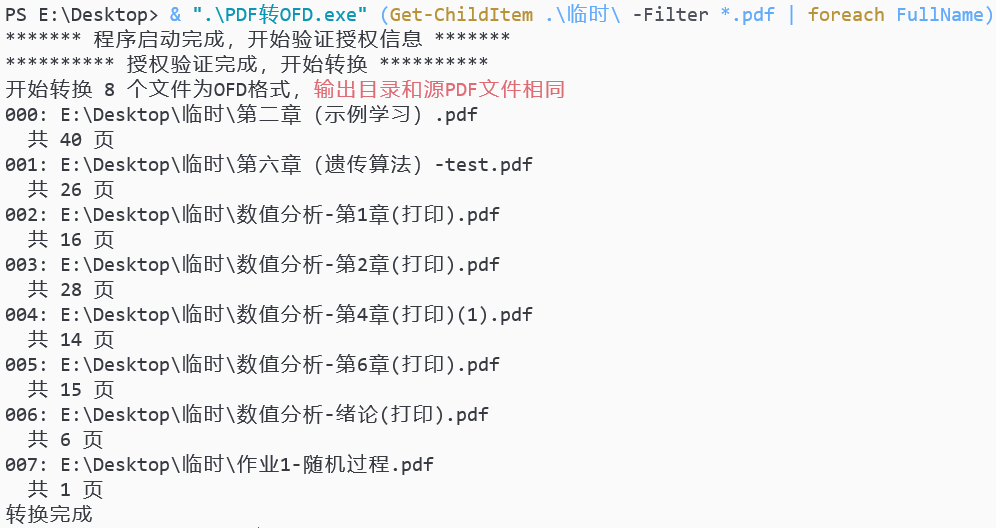 PS E:\Desktop> & ".\PDF转OFD.exe" (Get-ChildItem .\临时\ -Filter *.pdf | foreach FullName)
******* 程序启动完成，开始验证授权信息 *******
********** 授权验证完成，开始转换 **********
开始转换 8 个文件为OFD格式，输出目录和源PDF文件相同
000: E:\Desktop\临时\第二章（示例学习）.pdf
  共 40 页
001: E:\Desktop\临时\第六章（遗传算法）-test.pdf
  共 26 页
002: E:\Desktop\临时\数值分析-第1章(打印).pdf
  共 16 页
003: E:\Desktop\临时\数值分析-第2章(打印).pdf
  共 28 页
004: E:\Desktop\临时\数值分析-第4章(打印)(1).pdf
  共 14 页
005: E:\Desktop\临时\数值分析-第6章(打印).pdf
  共 15 页
006: E:\Desktop\临时\数值分析-绪论(打印).pdf
  共 6 页
007: E:\Desktop\临时\作业1-随机过程.pdf
  共 1 页
转换完成